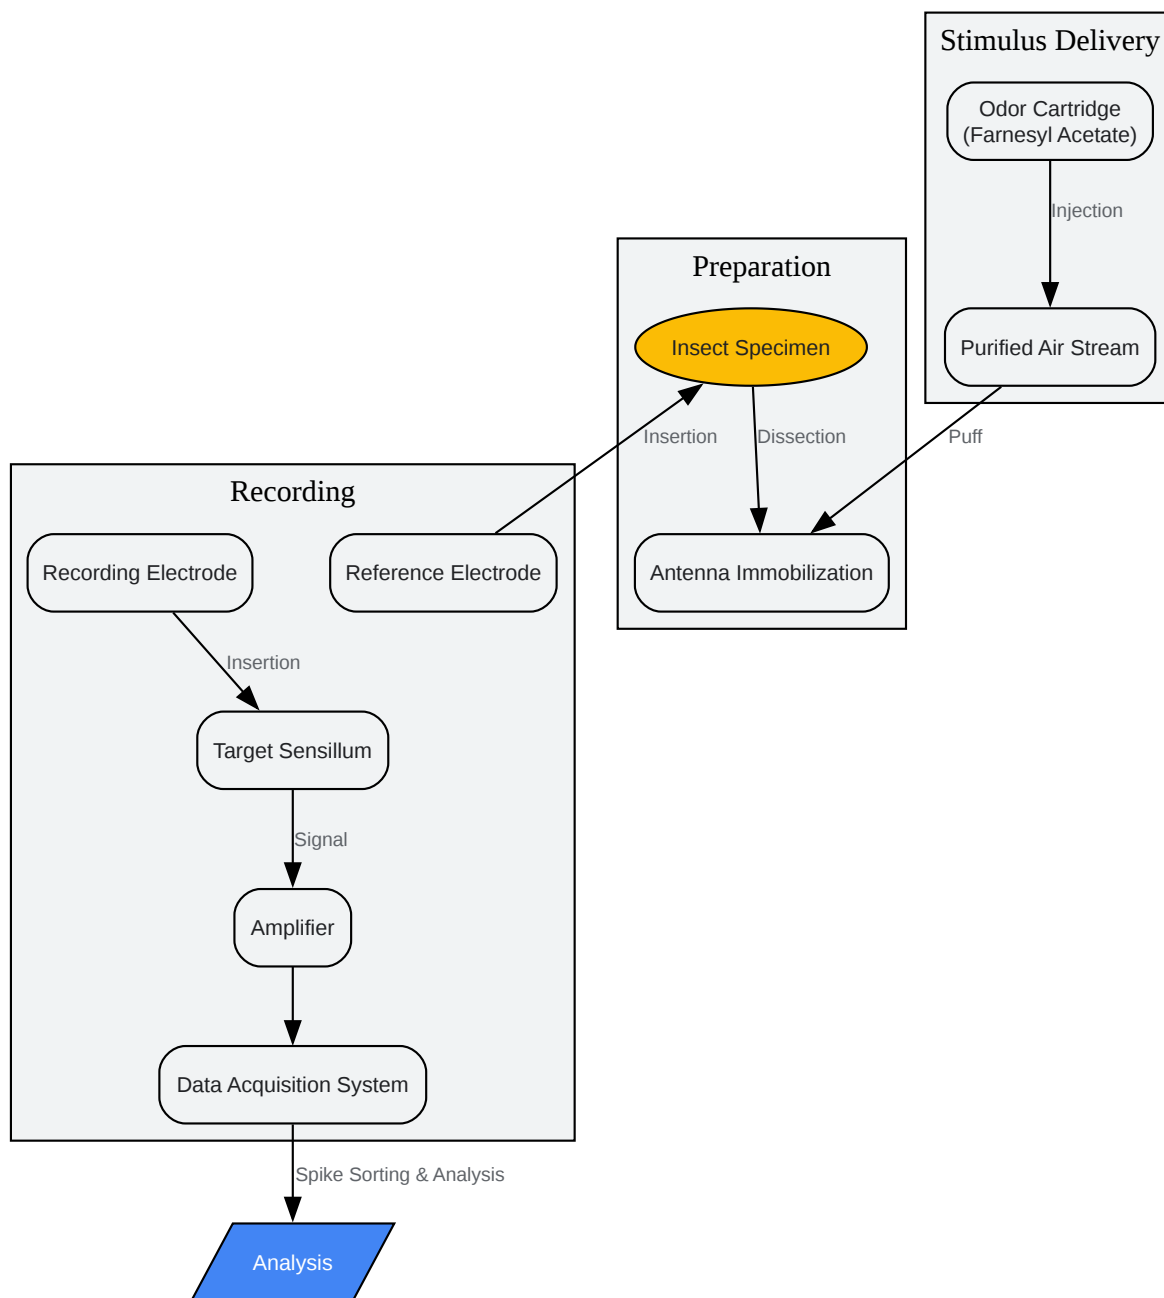 Stimulus Delivery
Odor Cartridge
(Farnesyl Acetate)
Injection
Purified Air Stream
Puff
Preparation
Insect Specimen
Insertion
Dissection
Antenna Immobilization
Recording
Recording Electrode
Reference Electrode
Insertion
Target Sensillum
Signal
Amplifier
Data Acquisition System
Spike Sorting & Analysis
Analysis